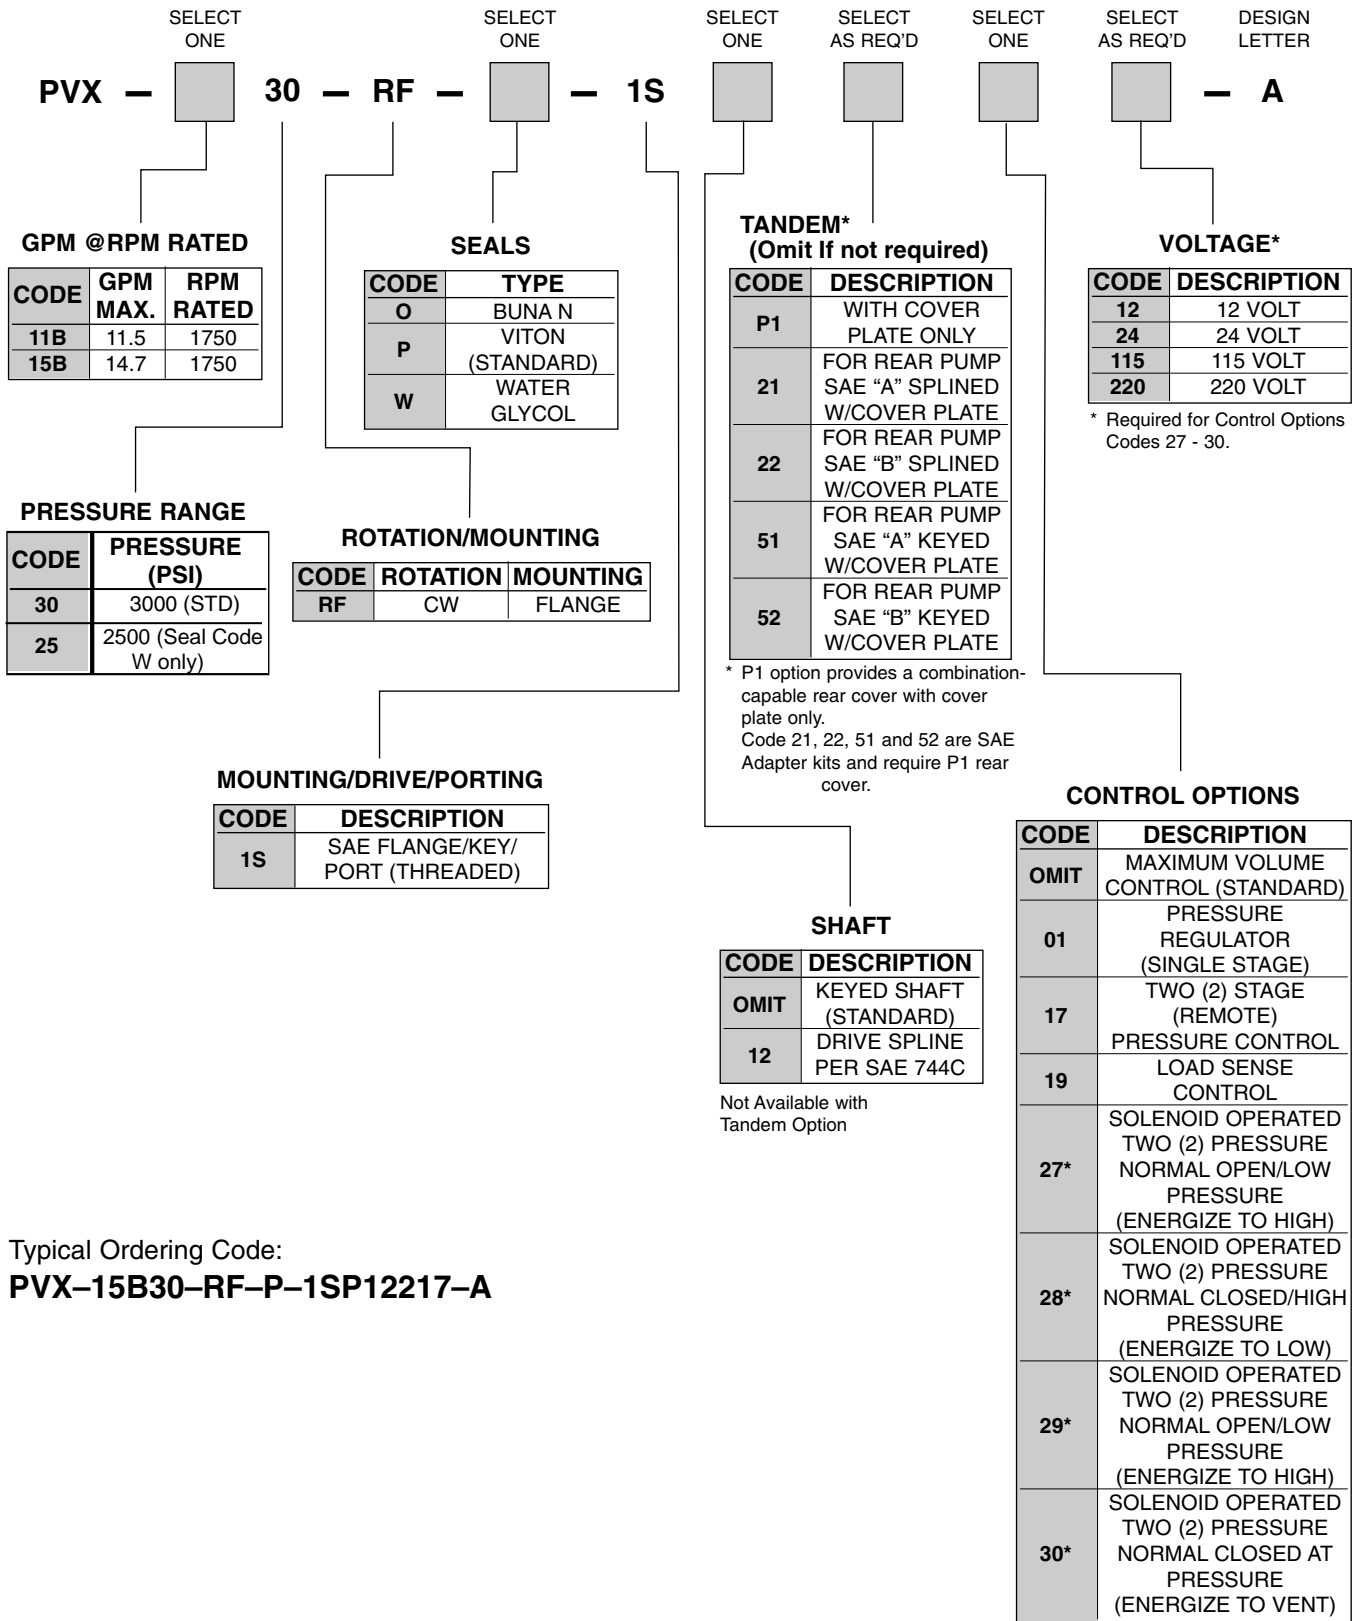 SELECT
ONE
SELECT
ONE
SELECT
ONE
SELECT
AS REQ'D
SELECT
ONE
SELECT
AS REQ'D
DESIGN
LETTER
PVX – 30 – RF – – 1S – A
GPM @RPM RATED
CODE GPM MAX. RPM RATED
11B 11.5 1750
15B 14.7 1750
SEALS
CODE TYPE
O BUNA N
P VITON
(STANDARD)
W WATER
GLYCOL
TANDEM*
(Omit If not required)
CODE DESCRIPTION
P1 WITH COVER
PLATE ONLY
21 FOR REAR PUMP
SAE “A” SPLINED
W/COVER PLATE
22 FOR REAR PUMP
SAE “B” SPLINED
W/COVER PLATE
51 FOR REAR PUMP
SAE “A” KEYED
W/COVER PLATE
52 FOR REAR PUMP
SAE “B” KEYED
W/COVER PLATE
* P1 option provides a combination-
capable rear cover with cover
plate only.
Code 21, 22, 51 and 52 are SAE
Adapter kits and require P1 rear
cover.
VOLTAGE*
CODE DESCRIPTION
12 12 VOLT
24 24 VOLT
115 115 VOLT
220 220 VOLT
* Required for Control Options
Codes 27 - 30.
PRESSURE RANGE
CODE PRESSURE
(PSI)
30 3000 (STD)
25 2500 (Seal Code
W only)
ROTATION/MOUNTING
CODE ROTATION MOUNTING
RF CW FLANGE
MOUNTING/DRIVE/PORTING
CODE DESCRIPTION
1S SAE FLANGE/KEY/
PORT (THREADED)
SHAFT
CODE DESCRIPTION
OMIT KEYED SHAFT
(STANDARD)
12 DRIVE SPLINE
PER SAE 744C
Not Available with
Tandem Option
CONTROL OPTIONS
CODE DESCRIPTION
OMIT MAXIMUM VOLUME
CONTROL (STANDARD)
01 PRESSURE
REGULATOR
(SINGLE STAGE)
17 TWO (2) STAGE
(REMOTE)
PRESSURE CONTROL
19 LOAD SENSE
CONTROL
27* SOLENOID OPERATED
TWO (2) PRESSURE
NORMAL OPEN/LOW
PRESSURE
(ENERGIZE TO HIGH)
28* SOLENOID OPERATED
TWO (2) PRESSURE
NORMAL CLOSED/HIGH
PRESSURE
(ENERGIZE TO LOW)
29* SOLENOID OPERATED
TWO (2) PRESSURE
NORMAL OPEN/LOW
PRESSURE
(ENERGIZE TO HIGH)
30* SOLENOID OPERATED
TWO (2) PRESSURE
NORMAL CLOSED AT
PRESSURE
(ENERGIZE TO VENT)
Typical Ordering Code:
PVX–15B30–RF–P–1SP12217–A